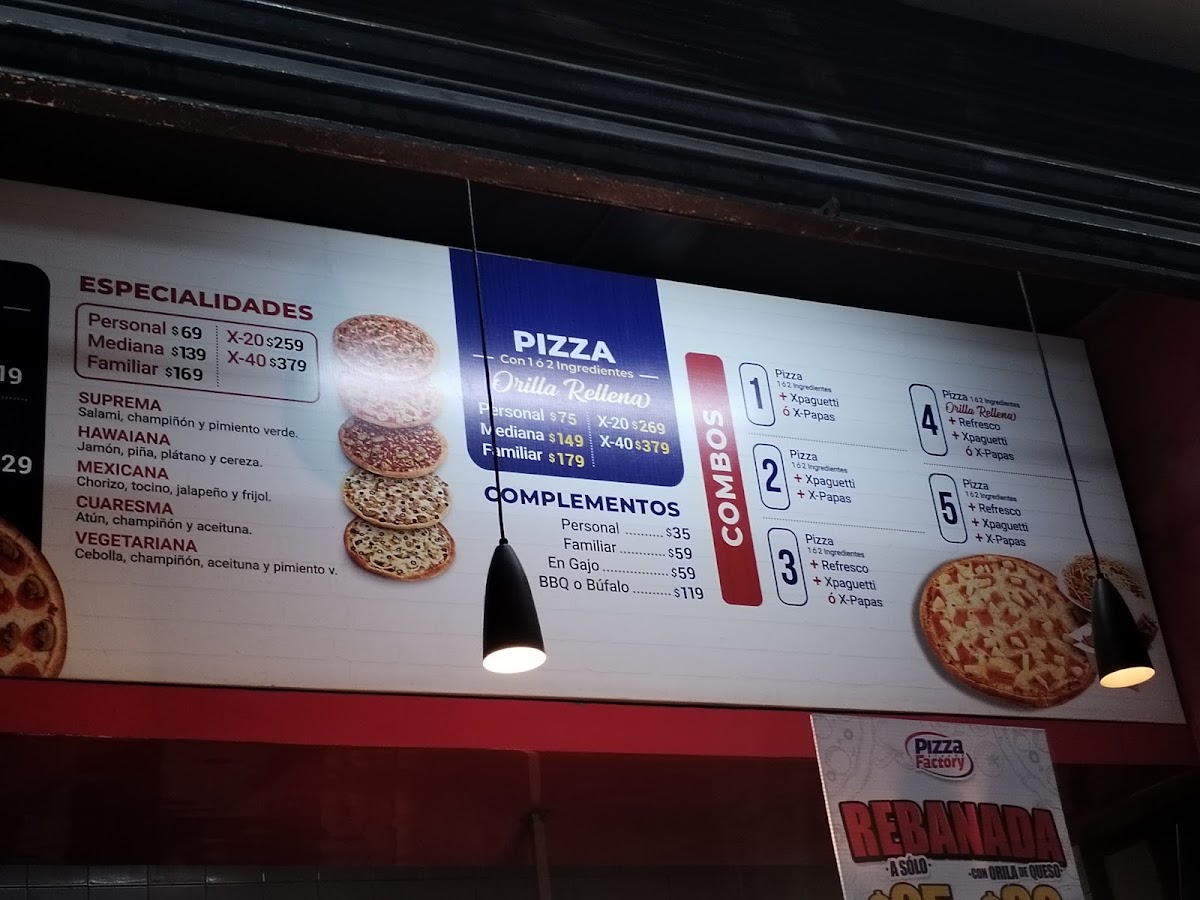 19
29
ESPECIALIDADES
Personal $69
Mediana $139
Familiar $169
X-20 $259
X-40 $379
SUPREMA
Salami, champiñón y pimiento verde.
HAWAIANA
Jamón, piña, plátano y cereza.
MEXICANA
Chorizo, tocino, jalapeño y frijol.
CUARESMA
Atún, champiñón y aceituna.
VEGETARIANA
Cebolla, champiñón, aceituna y pimiento v.
PIZZA
Con 1 ó 2 Ingredientes
Orilla Rellena
Personal $75
Mediana $149
Familiar $179
X-20 $269
X-40 $379
COMPLEMENTOS
Personal ......... $35
Familiar ........... $59
En Gajo ................ $59
BBQ o Búfalo .......... $119
COMBOS
1
Pizza
1 ó 2 Ingredientes
+ Xpaguetti
ó X-Papas
2
Pizza
1 ó 2 Ingredientes
+ Xpaguetti
+ X-Papas
3
Pizza
1 ó 2 Ingredientes
+ Refresco
+ Xpaguetti
ó X-Papas
4
Pizza 1 ó 2 Ingredientes
Orilla Rellena
+ Refresco
+ Xpaguetti
ó X-Papas
5
Pizza
1 ó 2 Ingredientes
+ Refresco
+ Xpaguetti
+ X-Papas
Pizza
Factory
REBANADA
·A SÓLO·
·CON ORILA DE QUESO·